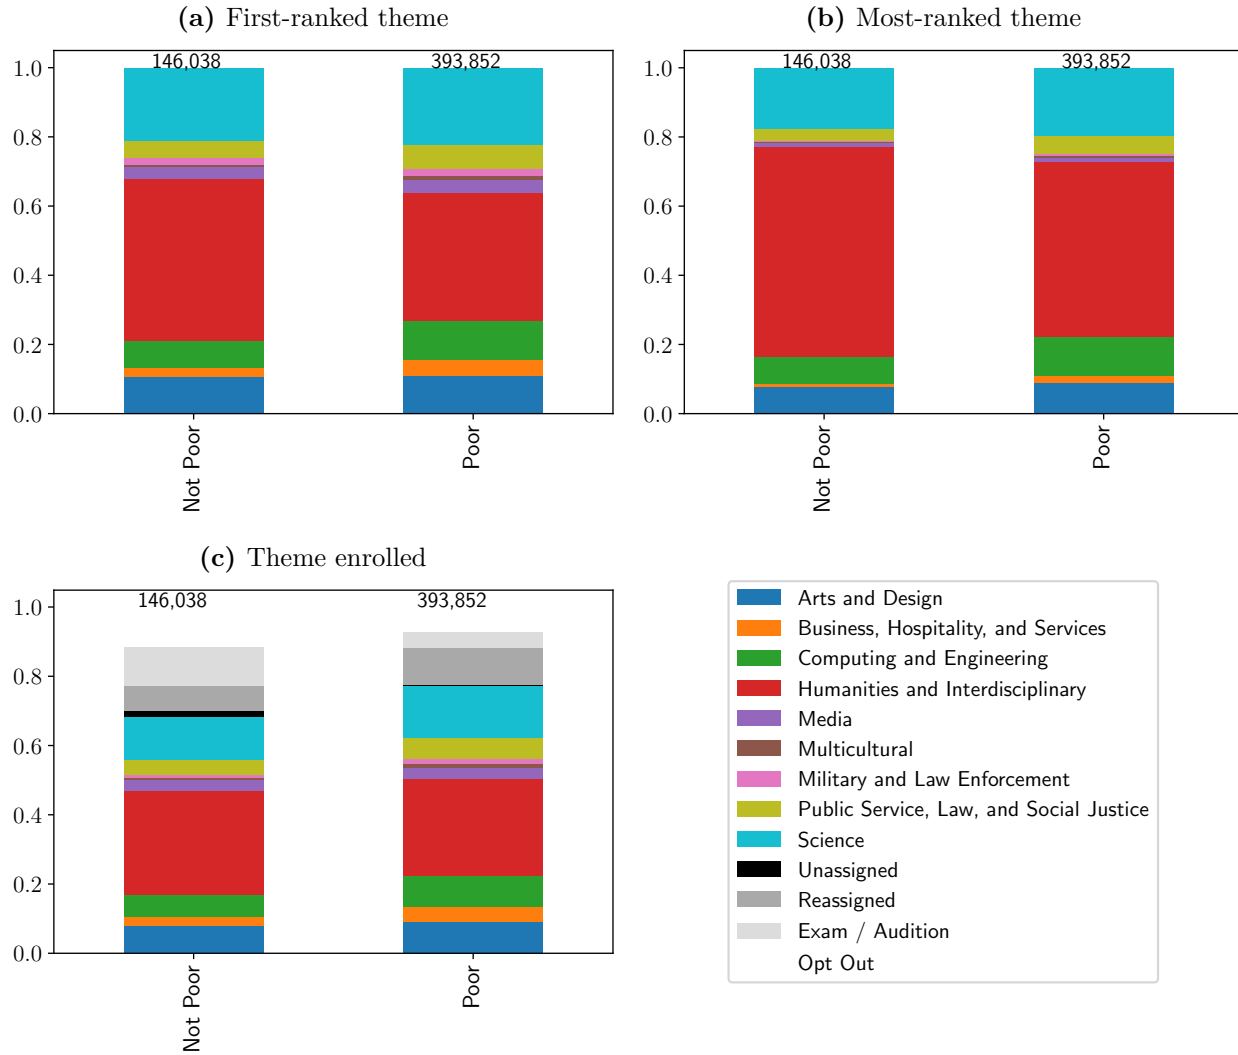 (a) First-ranked theme
146,038
393,852
1.0
0.8
0.6
0.4
0.2
0.0
Not Poor
Poor
(b) Most-ranked theme
146,038
393,852
1.0
0.8
0.6
0.4
0.2
0.0
Not Poor
Poor
(c) Theme enrolled
146,038
393,852
1.0
0.8
0.6
0.4
0.2
0.0
Not Poor
Poor
Arts and Design
Business, Hospitality, and Services
Computing and Engineering
Humanities and Interdisciplinary
Media
Multicultural
Military and Law Enforcement
Public Service, Law, and Social Justice
Science
Unassigned
Reassigned
Exam / Audition
Opt Out